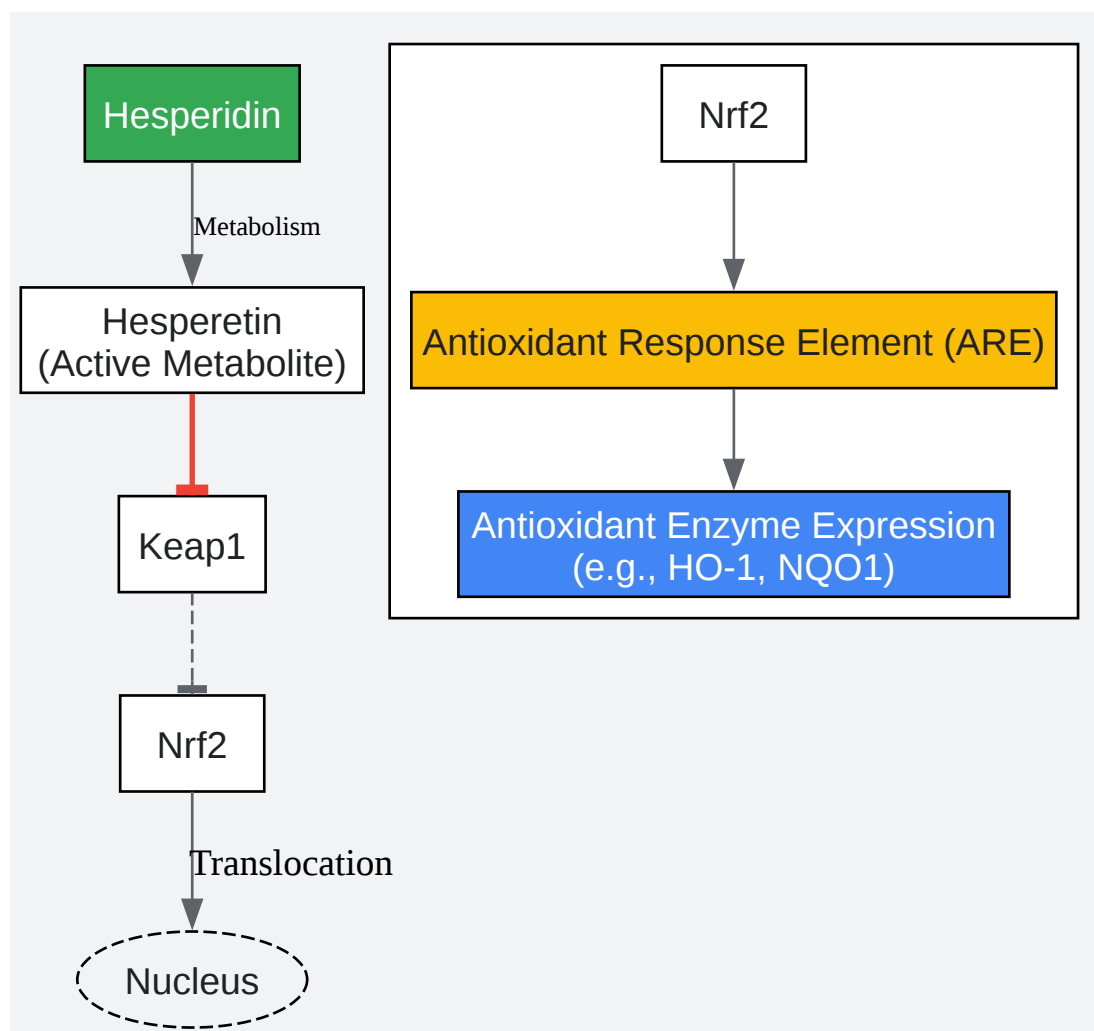 Hesperidin
Metabolism
Hesperetin
(Active Metabolite)
Keap1
Nrf2
Translocation
Nucleus
Nrf2
Antioxidant Response Element (ARE)
Antioxidant Enzyme Expression
(e.g., HO-1, NQO1)